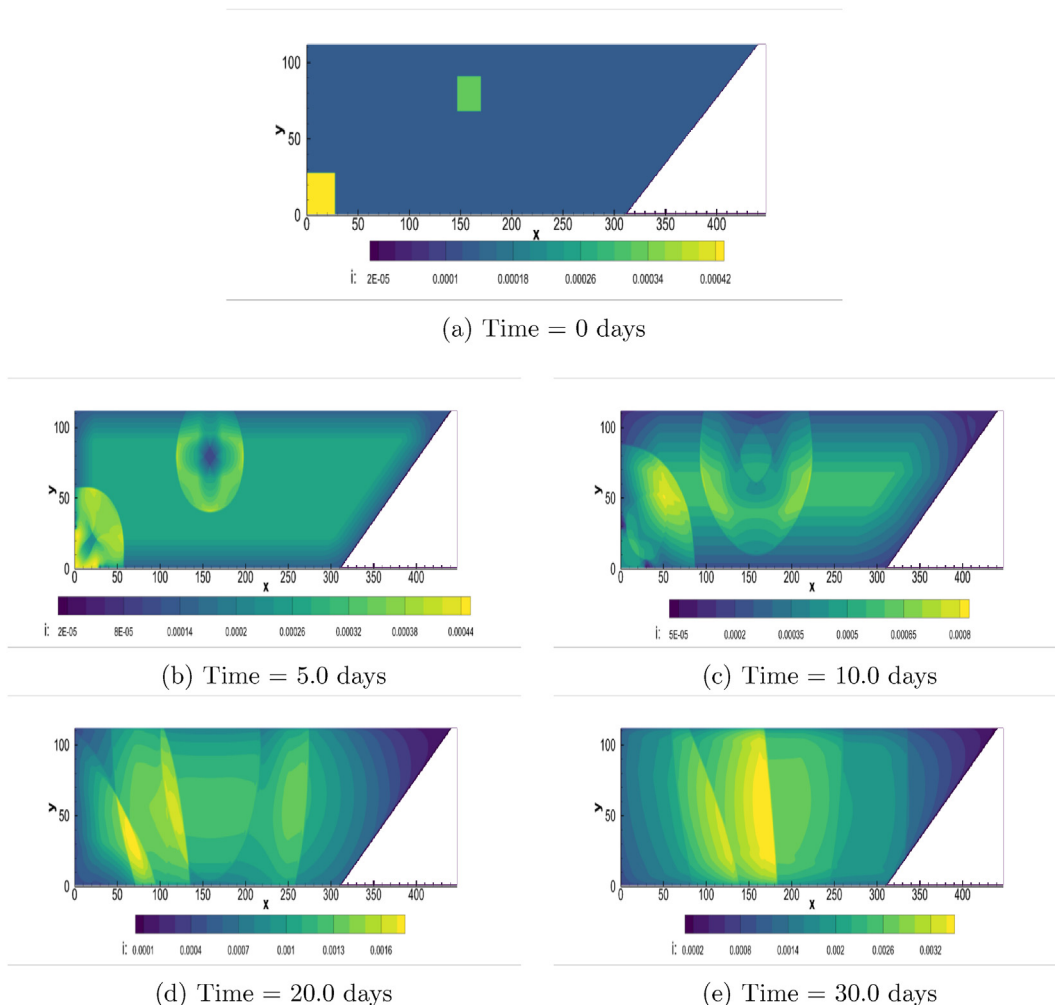 100
y
50
0
0 50 100 150 200 250 300 350 400
x
i: 2E-05 0.0001 0.00018 0.00026 0.00034 0.00042
(a) Time = 0 days
100
y
50
0
0 50 100 150 200 250 300 350 400
x
i: 2E-05 8E-05 0.00014 0.0002 0.00026 0.00032 0.00038 0.00044
(b) Time = 5.0 days
100
y
50
0
0 50 100 150 200 250 300 350 400
x
i: 5E-05 0.0002 0.00035 0.0005 0.00065 0.0008
(c) Time = 10.0 days
100
y
50
0
0 50 100 150 200 250 300 350 400
x
i: 0.0001 0.0004 0.0007 0.001 0.0013 0.0016
(d) Time = 20.0 days
100
y
50
0
0 50 100 150 200 250 300 350 400
x
i: 0.0002 0.0008 0.0014 0.002 0.0026 0.0032
(e) Time = 30.0 days